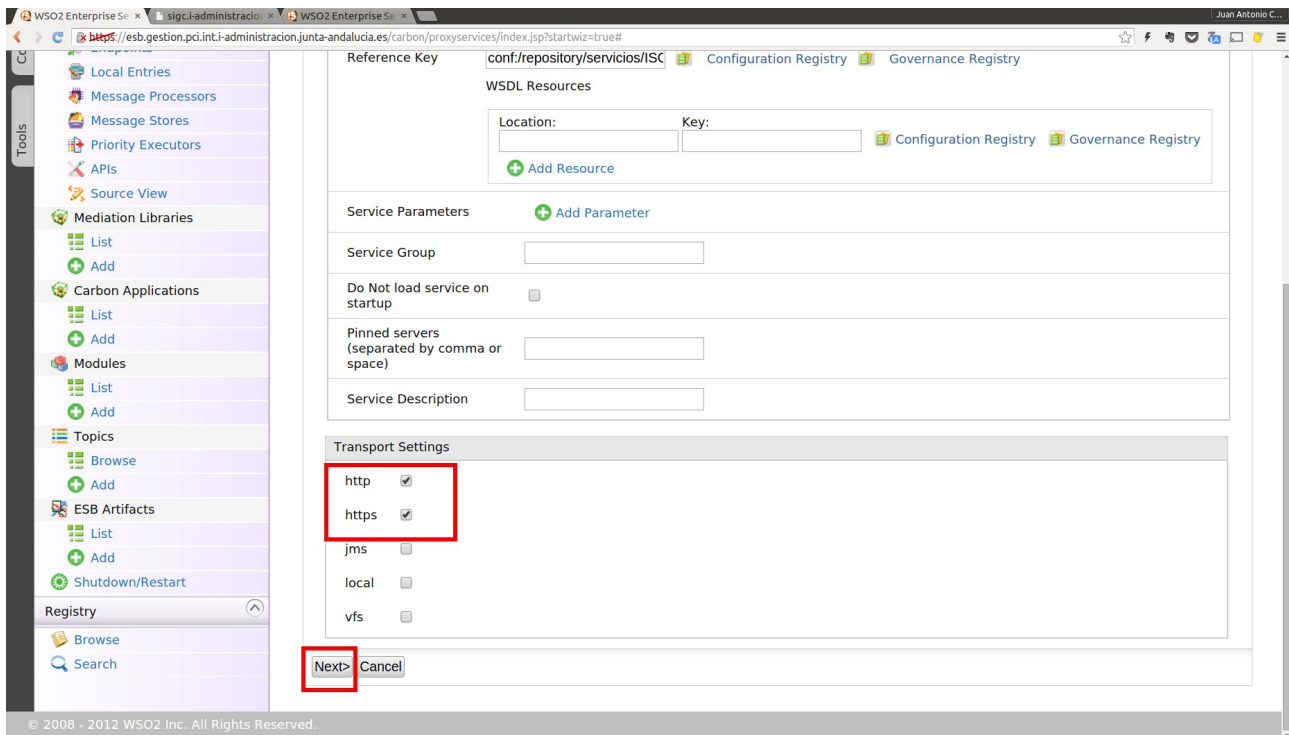 WSO2 Enterprise Se
sigc.i-administracior
WSO2 Enterprise Se
Juan Antonio C...
https://esb.gestion.pci.int.i-administracion.junta-andalucia.es/carbon/proxyservices/index.jsp?startwiz=true#
Tools
Local Entries
Message Processors
Message Stores
Priority Executors
APIs
Source View
Mediation Libraries
List
Add
Carbon Applications
List
Add
Modules
List
Add
Topics
Browse
Add
ESB Artifacts
List
Add
Shutdown/Restart
Registry
Browse
Search
Reference Key
conf:/repository/servicios/ISC
Configuration Registry
Governance Registry
WSDL Resources
Location:
Key:
Configuration Registry
Governance Registry
Add Resource
Service Parameters
Add Parameter
Service Group
Do Not load service on
startup
Pinned servers
(separated by comma or
space)
Service Description
Transport Settings
http
https
jms
local
vfs
Next>
Cancel
© 2008 - 2012 WSO2 Inc. All Rights Reserved.